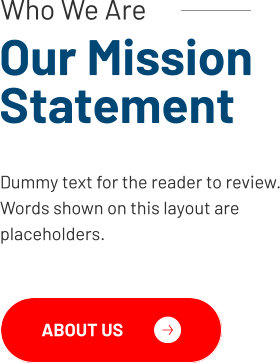 Who We Are
Our Mission
Statement
Dummy text for the reader to review.
Words shown on this layout are
placeholders.
ABOUT US